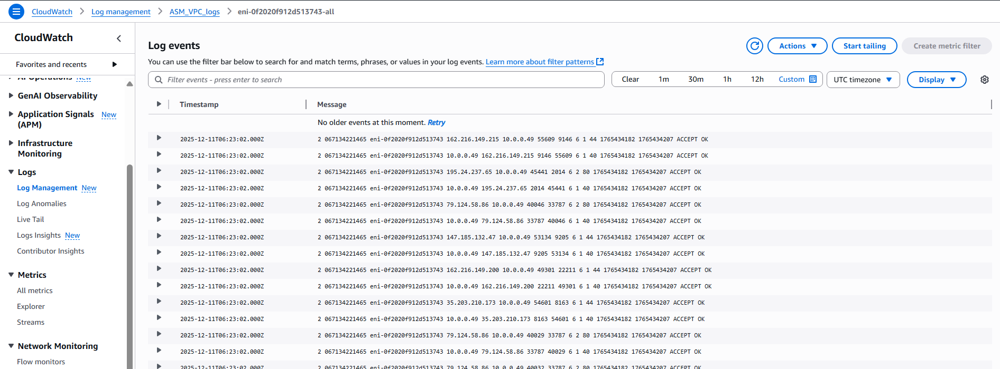 CloudWatch > Log management > ASM_VPC_logs > eni-0f2020f912d513743-all
CloudWatch
Favorites and recents
AI Operations New
GenAI Observability
Application Signals (APM) New
Infrastructure Monitoring
Logs
Log Management New
Log Anomalies
Live Tail
Logs Insights New
Contributor Insights
Metrics
All metrics
Explorer
Streams
Network Monitoring
Flow monitors
Log events
Actions
Start tailing
Create metric filter
You can use the filter bar below to search for and match terms, phrases, or values in your log events. Learn more about filter patterns
Filter events - press enter to search
Clear 1m 30m 1h 12h Custom
UTC timezone
Display
Timestamp Message
No older events at this moment. Retry
2025-12-11T06:23:02.000Z 2 067134221465 eni-0f2020f912d513743 162.216.149.215 10.0.0.49 55609 9146 6 1 44 1765434182 1765434207 ACCEPT OK
2025-12-11T06:23:02.000Z 2 067134221465 eni-0f2020f912d513743 10.0.0.49 162.216.149.215 9146 55609 6 1 40 1765434182 1765434207 ACCEPT OK
2025-12-11T06:23:02.000Z 2 067134221465 eni-0f2020f912d513743 195.24.237.65 10.0.0.49 45441 2014 6 2 80 1765434182 1765434207 ACCEPT OK
2025-12-11T06:23:02.000Z 2 067134221465 eni-0f2020f912d513743 10.0.0.49 195.24.237.65 2014 45441 6 1 40 1765434182 1765434207 ACCEPT OK
2025-12-11T06:23:02.000Z 2 067134221465 eni-0f2020f912d513743 79.124.58.86 10.0.0.49 40046 33787 6 2 80 1765434182 1765434207 ACCEPT OK
2025-12-11T06:23:02.000Z 2 067134221465 eni-0f2020f912d513743 10.0.0.49 79.124.58.86 33787 40046 6 1 40 1765434182 1765434207 ACCEPT OK
2025-12-11T06:23:02.000Z 2 067134221465 eni-0f2020f912d513743 147.185.132.47 10.0.0.49 53134 9205 6 1 44 1765434182 1765434207 ACCEPT OK
2025-12-11T06:23:02.000Z 2 067134221465 eni-0f2020f912d513743 10.0.0.49 147.185.132.47 9205 53134 6 1 40 1765434182 1765434207 ACCEPT OK
2025-12-11T06:23:02.000Z 2 067134221465 eni-0f2020f912d513743 162.216.149.200 10.0.0.49 49301 22211 6 1 44 1765434182 1765434207 ACCEPT OK
2025-12-11T06:23:02.000Z 2 067134221465 eni-0f2020f912d513743 10.0.0.49 162.216.149.200 22211 49301 6 1 40 1765434182 1765434207 ACCEPT OK
2025-12-11T06:23:02.000Z 2 067134221465 eni-0f2020f912d513743 35.203.210.173 10.0.0.49 54601 8163 6 1 44 1765434182 1765434207 ACCEPT OK
2025-12-11T06:23:02.000Z 2 067134221465 eni-0f2020f912d513743 10.0.0.49 35.203.210.173 8163 54601 6 1 40 1765434182 1765434207 ACCEPT OK
2025-12-11T06:23:02.000Z 2 067134221465 eni-0f2020f912d513743 79.124.58.86 10.0.0.49 40029 33787 6 2 80 1765434182 1765434207 ACCEPT OK
2025-12-11T06:23:02.000Z 2 067134221465 eni-0f2020f912d513743 10.0.0.49 79.124.58.86 33787 40029 6 1 40 1765434182 1765434207 ACCEPT OK
2025-12-11T06:23:02.000Z 2 067134221465 eni-0f2020f912d513743 79.124.58.86 10.0.0.49 40032 33787 6 2 80 1765434182 1765434207 ACCEPT OK